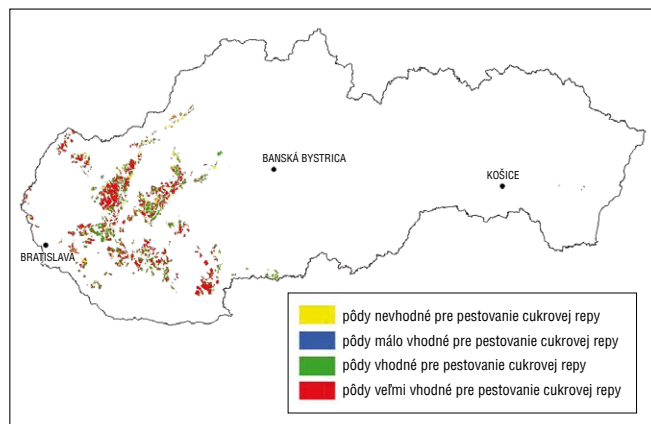 BANSKÁ BYSTRICA
KOŠICE
BRATISLAVA
pôdy nevhodné pre pestovanie cukrovej repy
pôdy málo vhodné pre pestovanie cukrovej repy
pôdy vhodné pre pestovanie cukrovej repy
pôdy veľmi vhodné pre pestovanie cukrovej repy